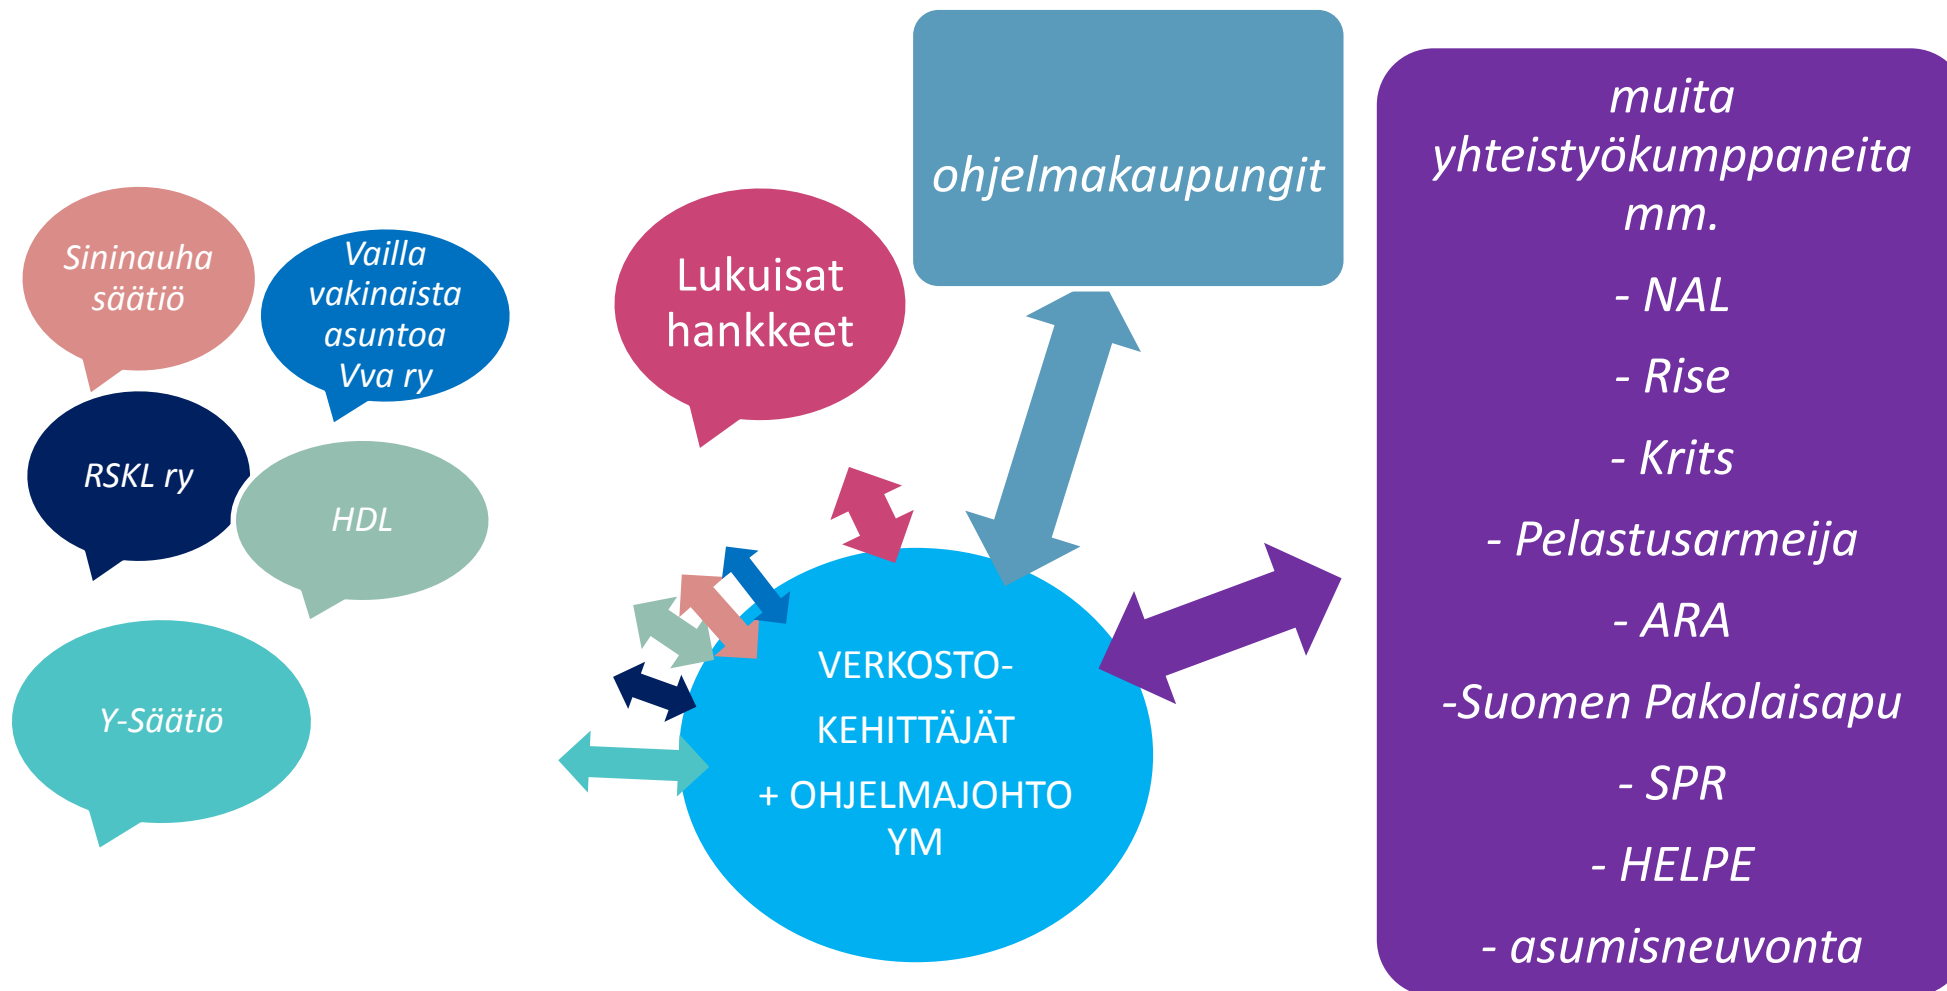 Sininauha
säätiö
Vailla
vakinaista
asuntoa
Vva ry
RSKL ry
HDL
Y-Säätiö
Lukuisat
hankkeet
ohjelmakaupungit
VERKOSTO-
KEHITTÄJÄT
+ OHJELMAJOHTO
YM
muita
yhteistyökumppaneita
mm.
- NAL
- Rise
- Krits
- Pelastusarmeija
- ARA
-Suomen Pakolaisapu
- SPR
- HELPE
- asumisneuvonta